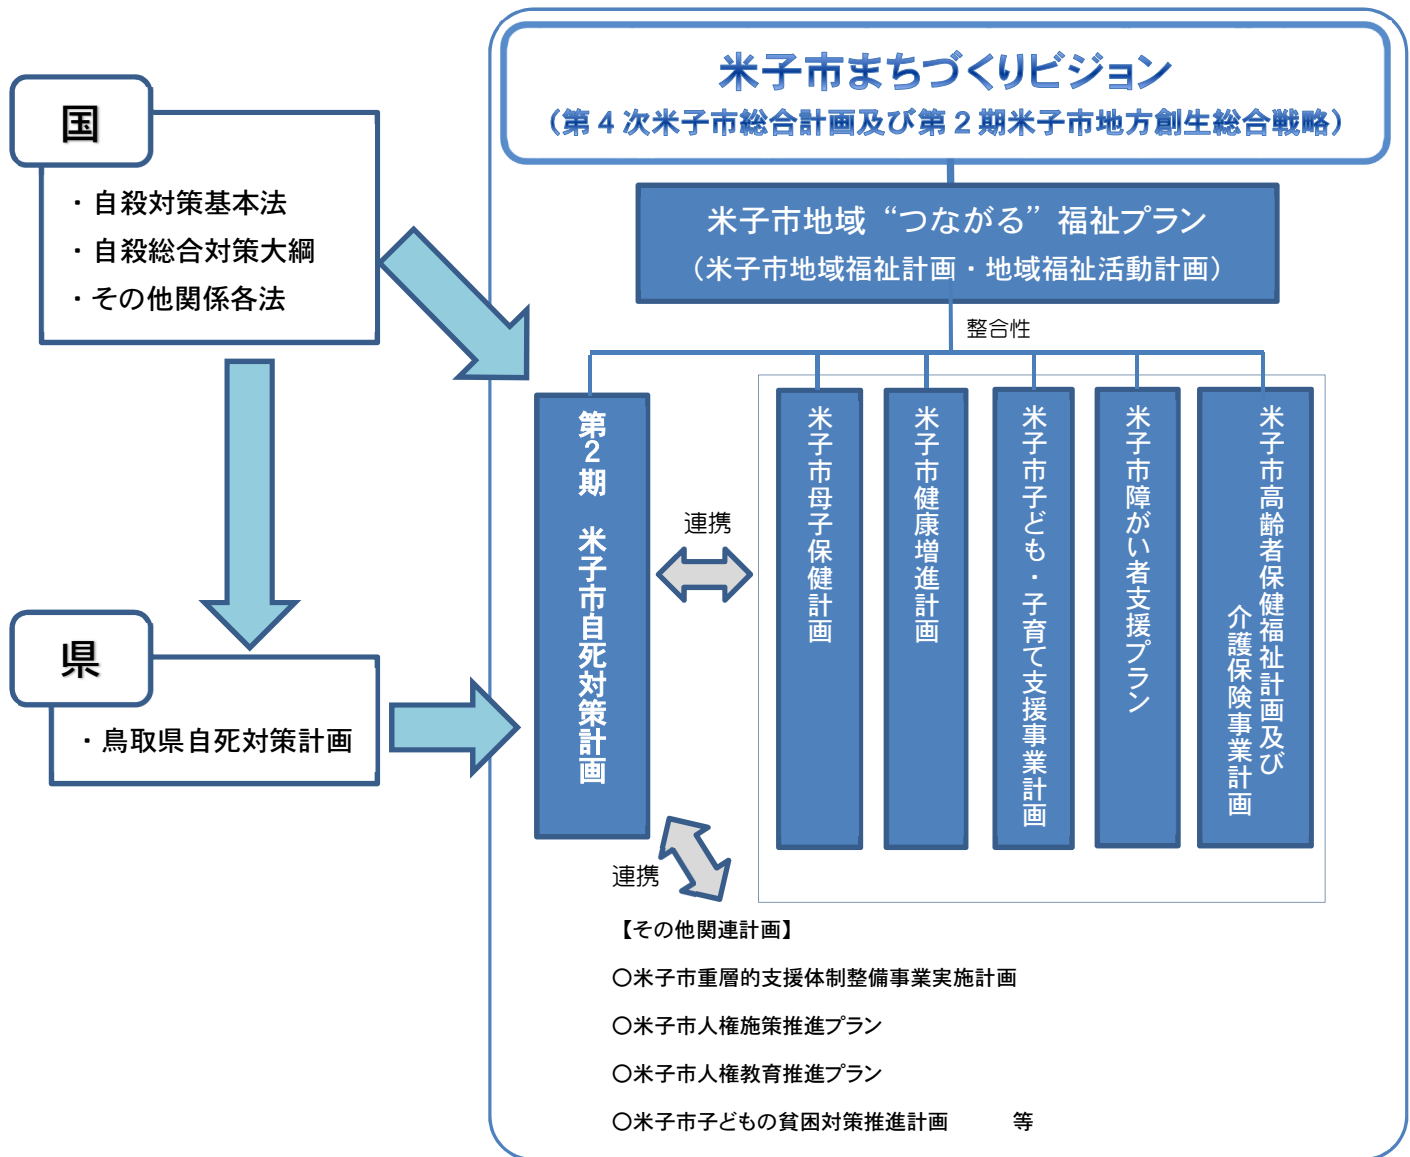 米子市まちづくりビジョン
（第４次米子市総合計画及び第２期米子市地方創生総合戦略）
国
・自殺対策基本法
・自殺総合対策大綱
・その他関係各法
米子市地域“つながる”福祉プラン
（米子市地域福祉計画・地域福祉活動計画）
整合性
第２期　米子市自死対策計画
連携
米子市母子保健計画
米子市健康増進計画
米子市子ども・子育て支援事業計画
米子市障がい者支援プラン
米子市高齢者保健福祉計画及び
介護保険事業計画
県
・鳥取県自死対策計画
連携
【その他関連計画】
〇米子市重層的支援体制整備事業実施計画
〇米子市人権施策推進プラン
〇米子市人権教育推進プラン
〇米子市子どもの貧困対策推進計画　　　等